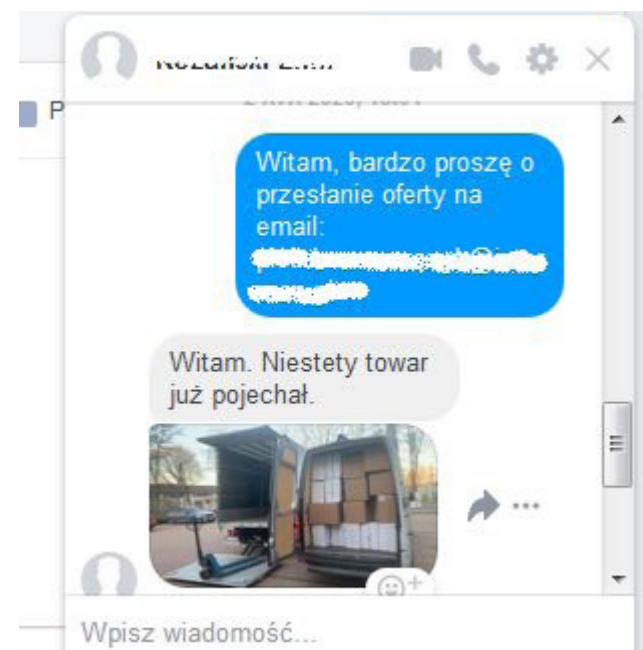 P
Witam, bardzo proszę o
przesłanie oferty na
email:
Witam. Niestety towar
już pojechał.
Wpisz wiadomość...